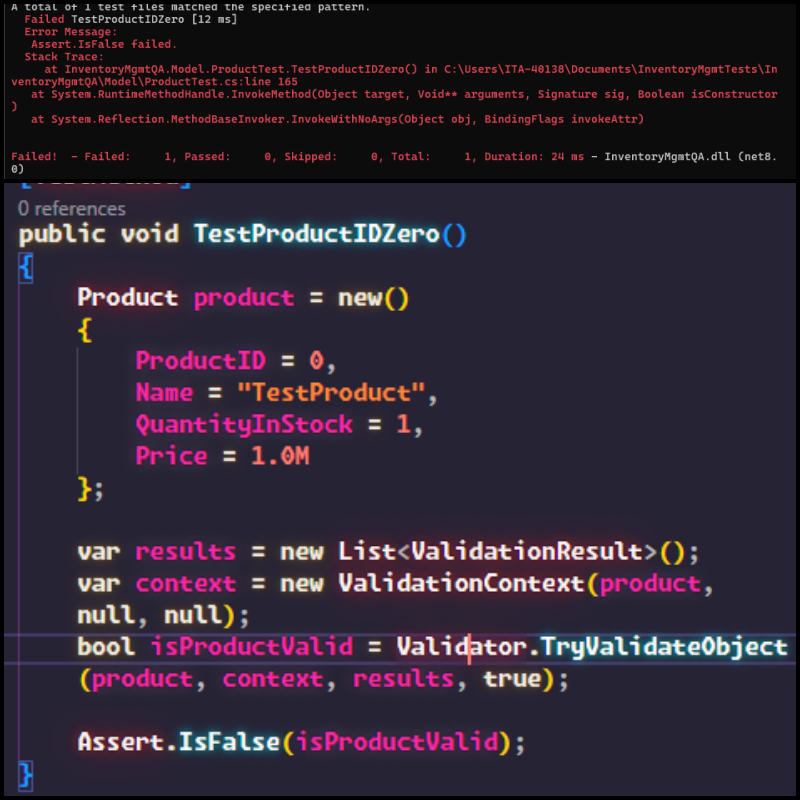 A total of 1 test files matched the specified pattern.
Failed TestProductIDZero [12 ms]
Error Message:
Assert.IsFalse failed.
Stack Trace:
at InventoryMgmtQA.Model.ProductTest.TestProductIDZero() in C:\Users\ITA-40138\Documents\InventoryMgmtTests\In
ventoryMgmtQA\Model\ProductTest.cs:line 165
at System.RuntimeMethodHandle.InvokeMethod(Object target, Void** arguments, Signature sig, Boolean isConstructor
)
at System.Reflection.MethodBaseInvoker.InvokeWithNoArgs(Object obj, BindingFlags invokeAttr)
Failed! - Failed: 1, Passed: 0, Skipped: 0, Total: 1, Duration: 24 ms - InventoryMgmtQA.dll (net8.
0)
0 references
public void TestProductIDZero()
{
Product product = new()
{
ProductID = 0,
Name = "TestProduct",
QuantityInStock = 1,
Price = 1.0M
};
var results = new List<ValidationResult>();
var context = new ValidationContext(product,
null, null);
bool isProductValid = Validator.TryValidateObject
(product, context, results, true);
Assert.IsFalse(isProductValid);
}